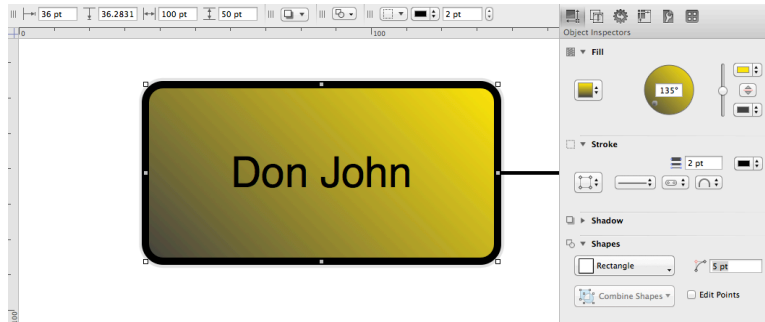 36 pt 36.2831 100 pt 50 pt 2 pt
0 100
100
Don John
Object Inspectors
Fill
135°
Stroke
2 pt
Shadow
Shapes
Rectangle 5 pt
Combine Shapes Edit Points